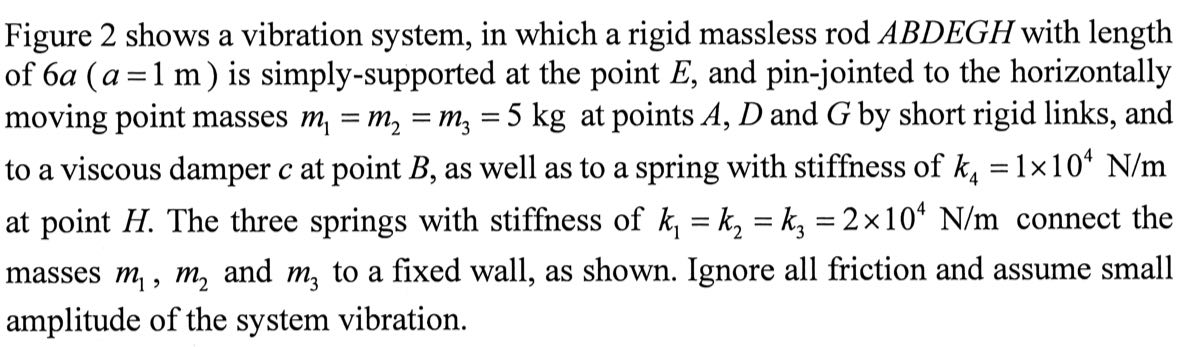 Figure 2 shows a vibration system, in which a rigid massless rod ABDEGH with length
of 6a ( a = 1 m ) is simply-supported at the point E, and pin-jointed to the horizontally
moving point masses m₁ = m₂ = m₃ = 5 kg at points A, D and G by short rigid links, and
to a viscous damper c at point B, as well as to a spring with stiffness of k₄ = 1×10⁴ N/m
at point H. The three springs with stiffness of k₁ = k₂ = k₃ = 2×10⁴ N/m connect the
masses m₁ , m₂ and m₃ to a fixed wall, as shown. Ignore all friction and assume small
amplitude of the system vibration.